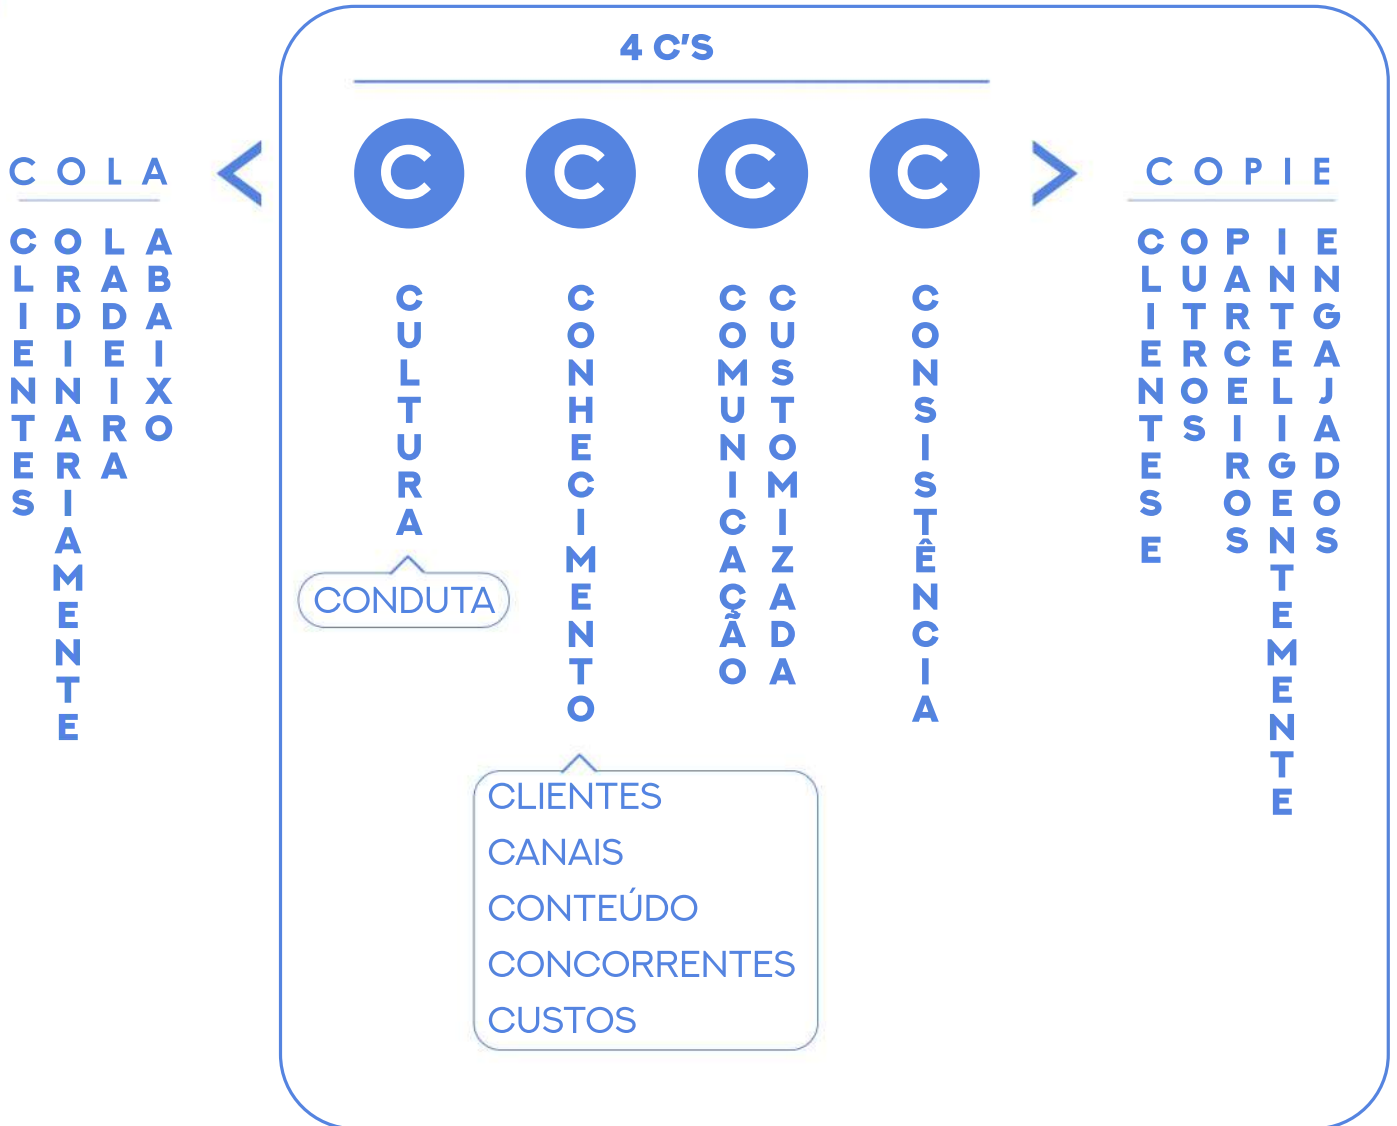 4 C'S
COLA
CLIENTES
ORDINARIAMENTE
LADEIRA
ABAIXO
<
C
C
C
C
>
CULTURA
CONDUTA
CONHECIMENTO
CLIENTES
CANAIS
CONTEÚDO
CONCORRENTES
CUSTOS
COMUNICAÇÃO
CUSTOMIZADA
CONSISTÊNCIA
COPIE
CLIENTES E
OUTROS
PARCEIROS
INTELIGENTEMENTE
ENGAJADOS